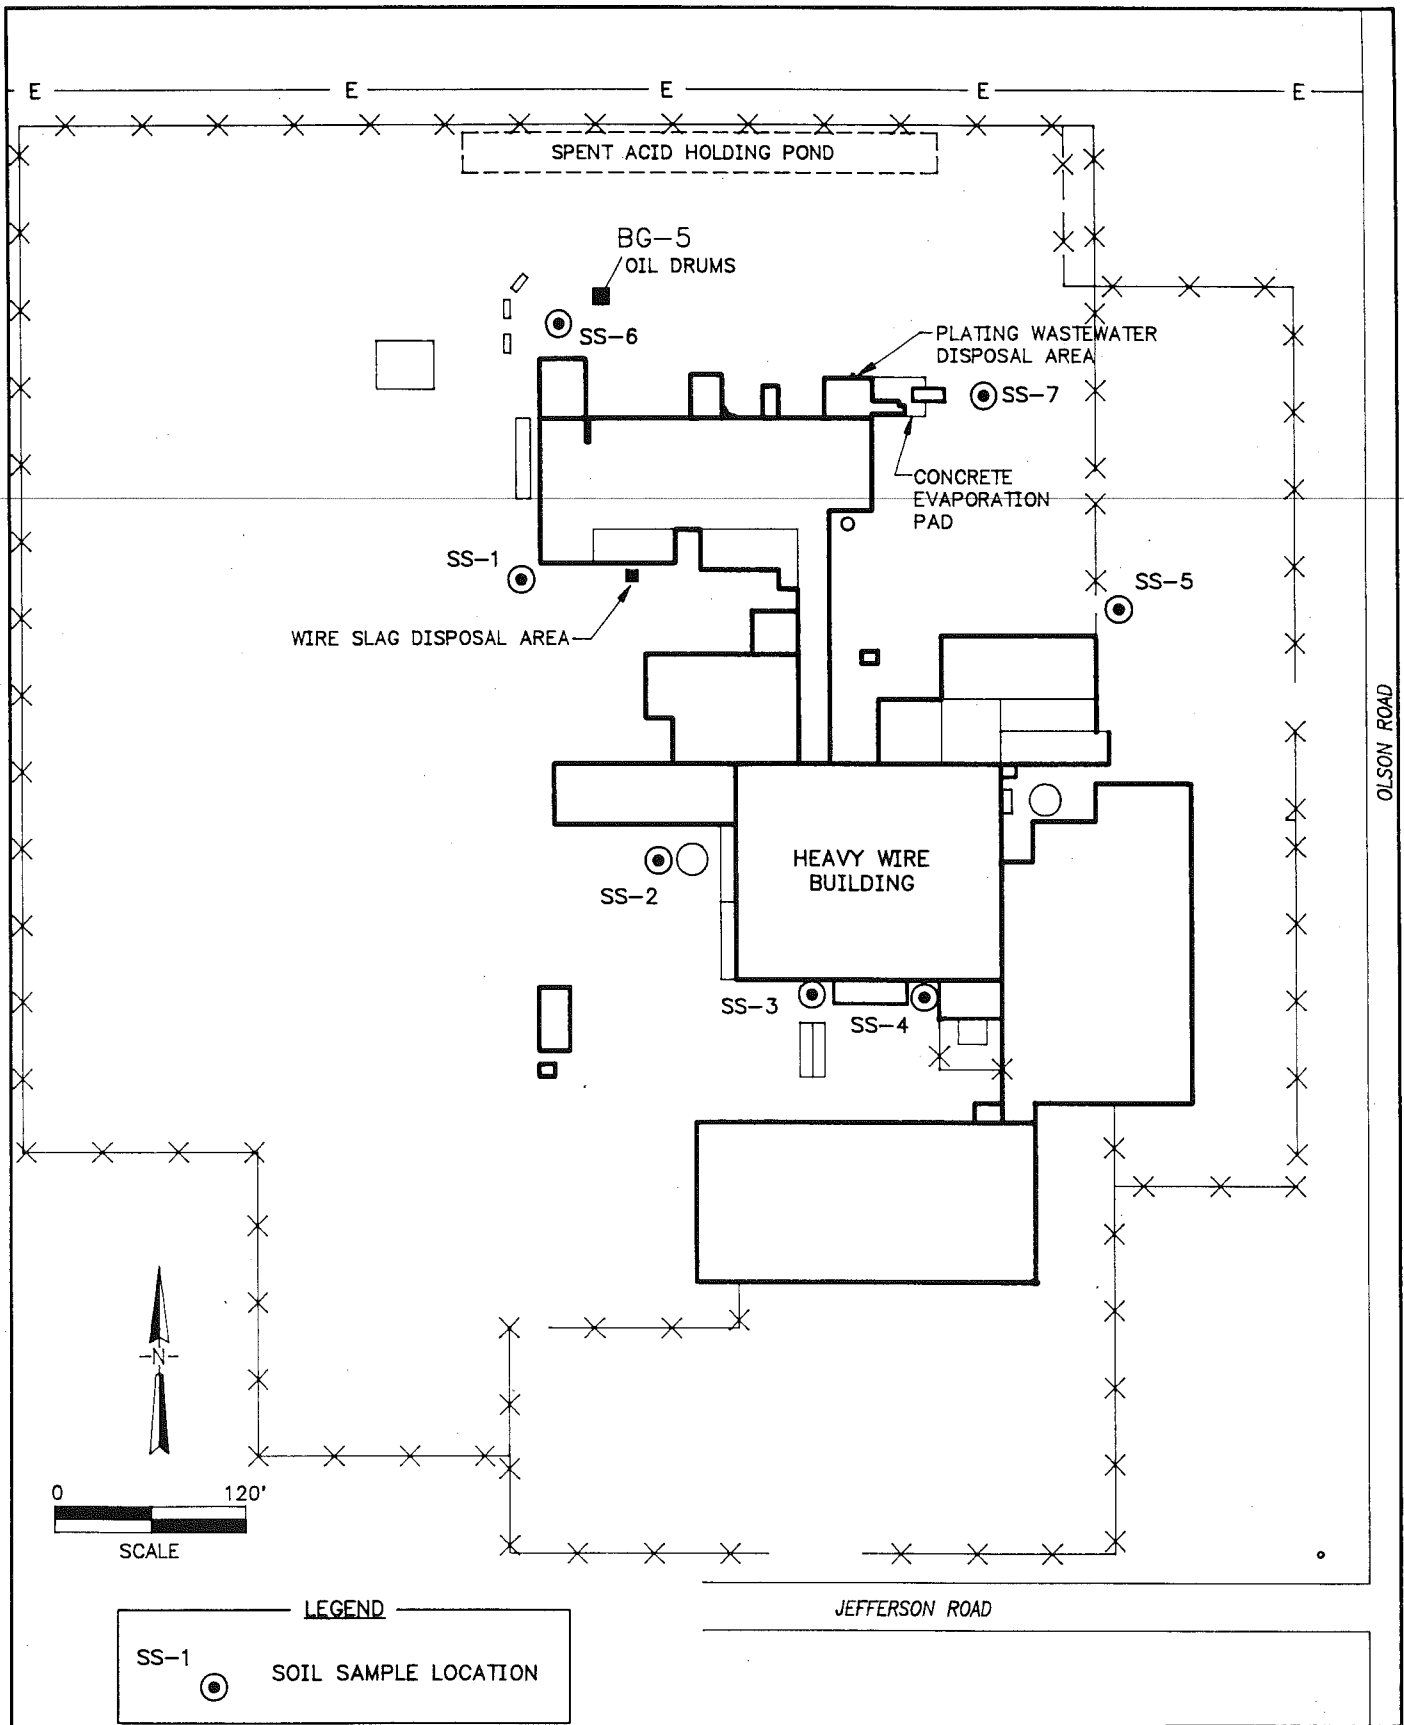 E E E E E
SPENT ACID HOLDING POND
BG-5
OIL DRUMS
SS-6
PLATING WASTEWATER
DISPOSAL AREA
SS-7
CONCRETE
EVAPORATION
PAD
SS-1
SS-5
WIRE SLAG DISPOSAL AREA
OLSON ROAD
HEAVY WIRE
BUILDING
SS-2
SS-3
SS-4
N
0 120'
SCALE
JEFFERSON ROAD
LEGEND
SS-1
SOIL SAMPLE LOCATION